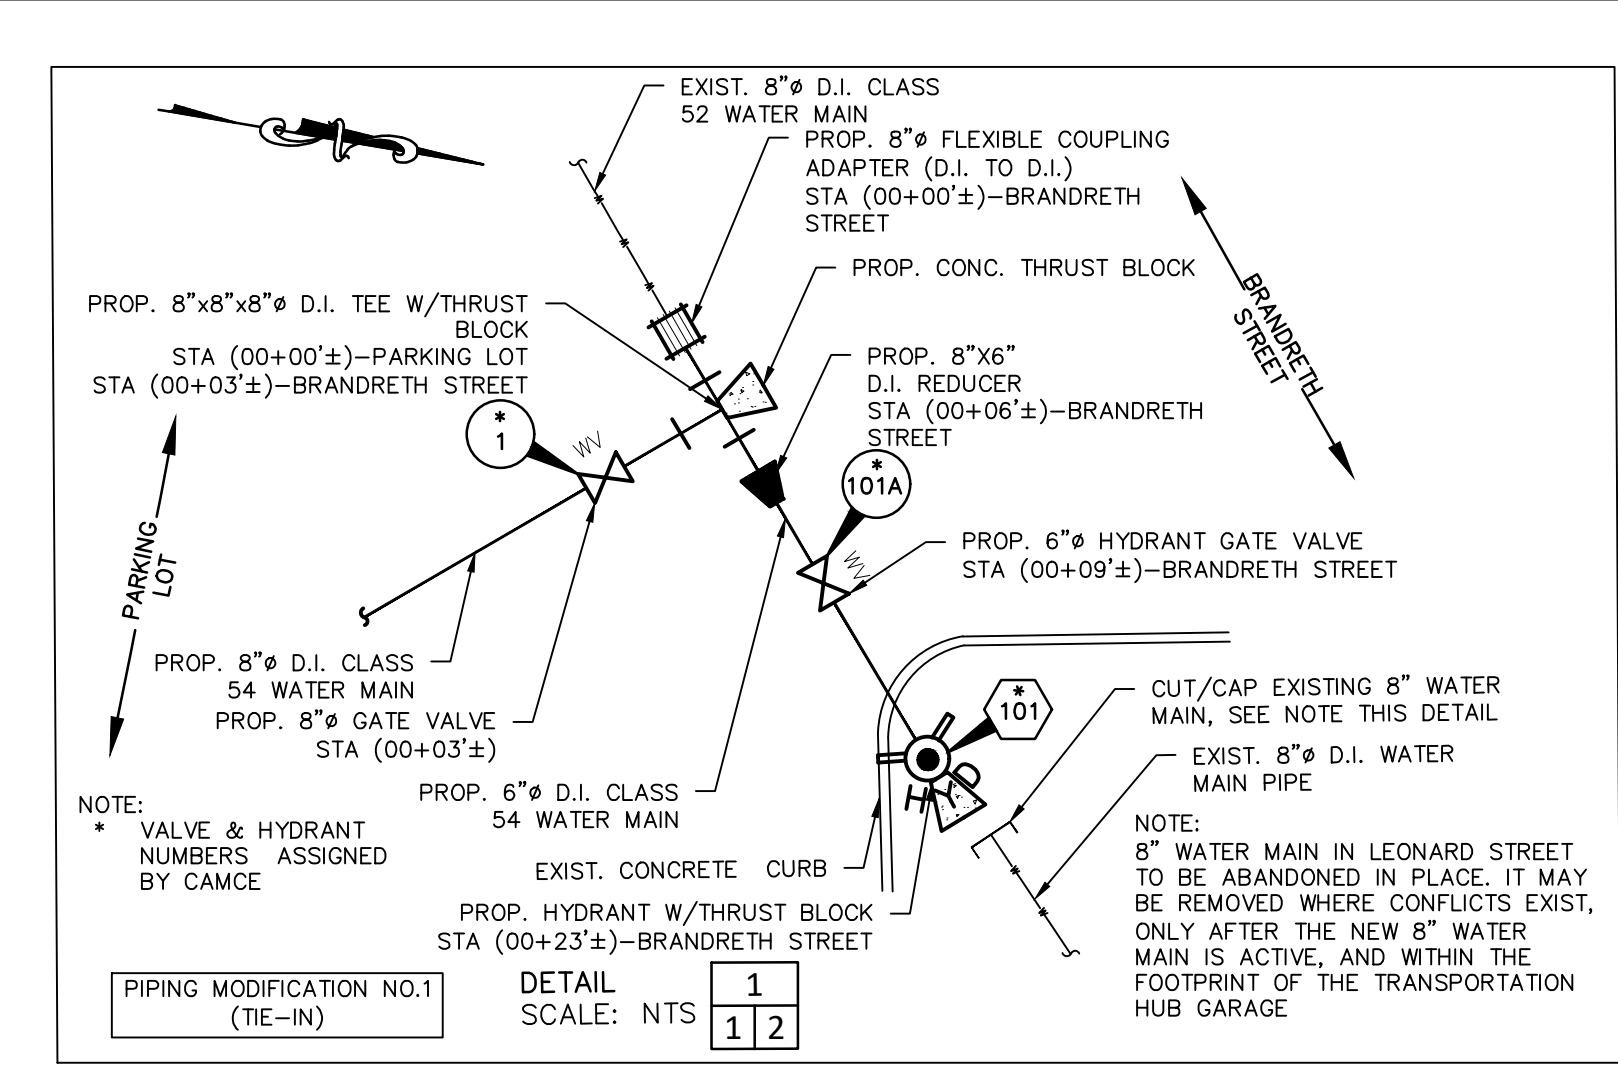 EXIST. 8"ø D.I. CLASS
52 WATER MAIN
PROP. 8"ø FLEXIBLE COUPLING
ADAPTER (D.I. TO D.I.)
STA (00+00'±)-BRANDRETH
STREET
PROP. CONC. THRUST BLOCK
PROP. 8"x8"x8"ø D.I. TEE W/THRUST
BLOCK
STA (00+00'±)-PARKING LOT
STA (00+03'±)-BRANDRETH STREET
BRANDRETH
STREET
PROP. 8"X6"
D.I. REDUCER
STA (00+06'±)-BRANDRETH
STREET
*
1
WV
*
101A
PARKING
LOT
PROP. 6"ø HYDRANT GATE VALVE
STA (00+09'±)-BRANDRETH STREET
WV
PROP. 8"ø D.I. CLASS
54 WATER MAIN
PROP. 8"ø GATE VALVE
STA (00+03'±)
*
101
CUT/CAP EXISTING 8" WATER
MAIN, SEE NOTE THIS DETAIL
EXIST. 8"ø D.I. WATER
MAIN PIPE
PROP. 6"ø D.I. CLASS
54 WATER MAIN
HYD
NOTE:
* VALVE & HYDRANT
NUMBERS ASSIGNED
BY CAMCE
EXIST. CONCRETE CURB
PROP. HYDRANT W/THRUST BLOCK
STA (00+23'±)-BRANDRETH STREET
NOTE:
8" WATER MAIN IN LEONARD STREET
TO BE ABANDONED IN PLACE. IT MAY
BE REMOVED WHERE CONFLICTS EXIST,
ONLY AFTER THE NEW 8" WATER
MAIN IS ACTIVE, AND WITHIN THE
FOOTPRINT OF THE TRANSPORTATION
HUB GARAGE
PIPING MODIFICATION NO.1
(TIE-IN)
DETAIL
SCALE: NTS
1
1 2